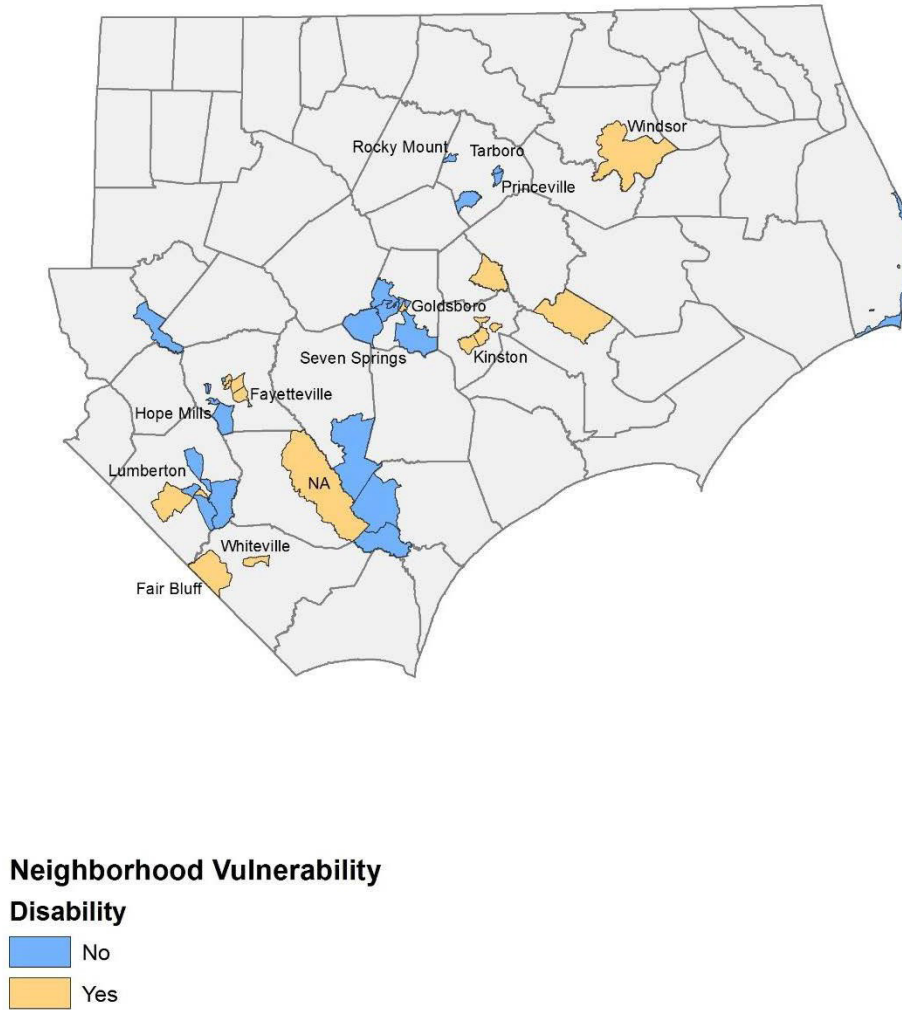 Windsor
Rocky Mount
Tarboro
Princeville
Goldsboro
Seven Springs
Kinston
Fayetteville
Hope Mills
Lumberton
NA
Whiteville
Fair Bluff
Neighborhood Vulnerability
Disability
No
Yes